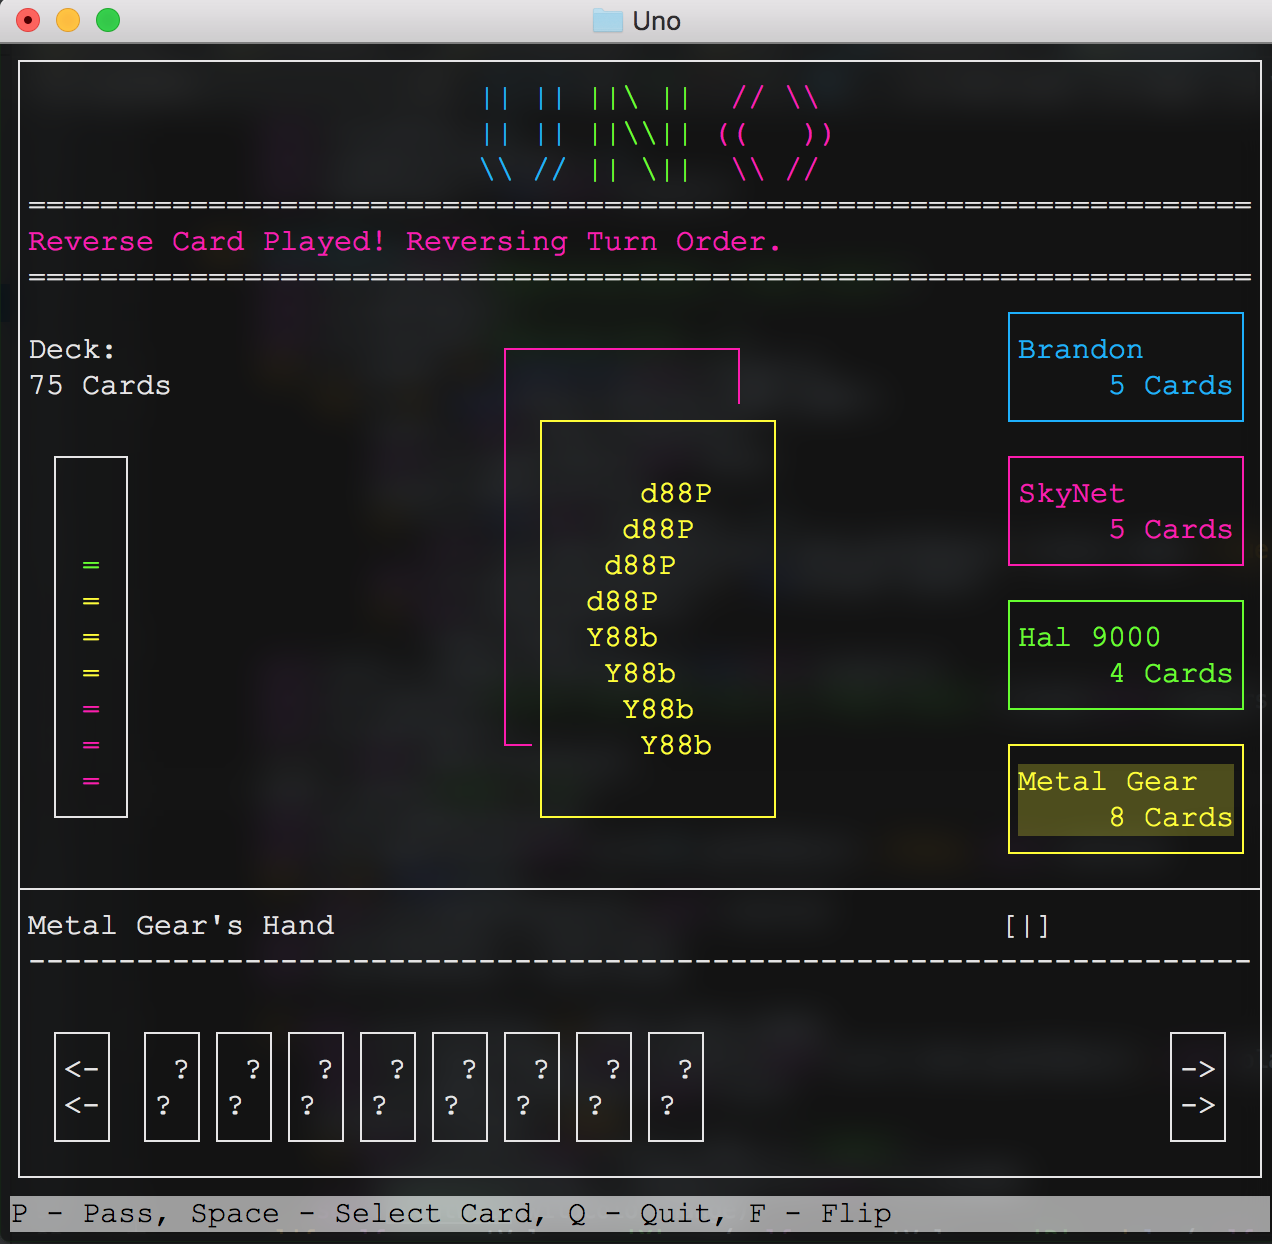 Uno
|| || ||\ ||  // \\
|| || ||\\|| ((   ))
\\ // || \||  \\ //
====================================================================
Reverse Card Played! Reversing Turn Order.
====================================================================
Deck:
75 Cards
Brandon
5 Cards
SkyNet
5 Cards
Hal 9000
4 Cards
Metal Gear
8 Cards
=
=
=
=
=
=
=
d88P
d88P
d88P
d88P
Y88b
Y88b
Y88b
Y88b
Metal Gear's Hand [|]
--------------------------------------------------------------------
<- ? ? ? ? ? ? ? ? ->
<- ? ? ? ? ? ? ? ? ->
P - Pass, Space - Select Card, Q - Quit, F - Flip